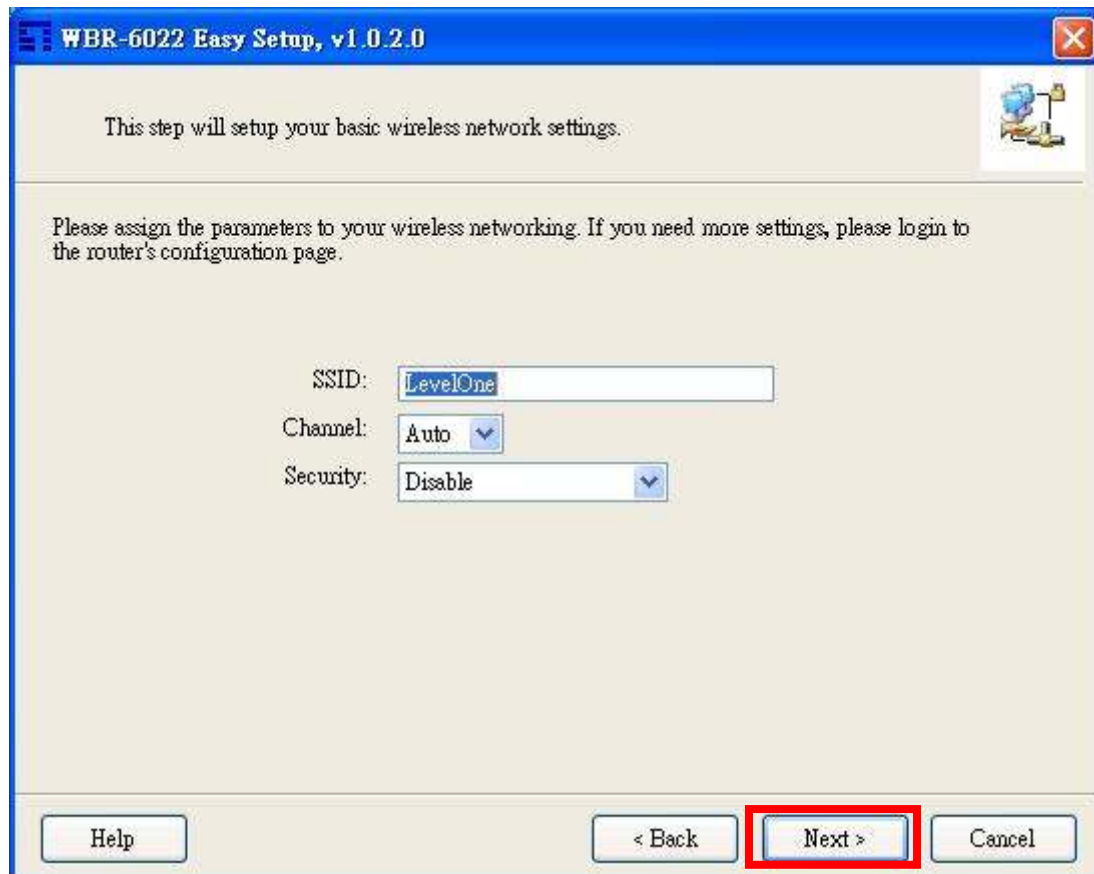 WBR-6022 Easy Setup, v1.0.2.0
This step will setup your basic wireless network settings.
Please assign the parameters to your wireless networking. If you need more settings, please login to
the router's configuration page.
SSID: LevelOne
Channel: Auto
Security: Disable
Help < Back Next > Cancel